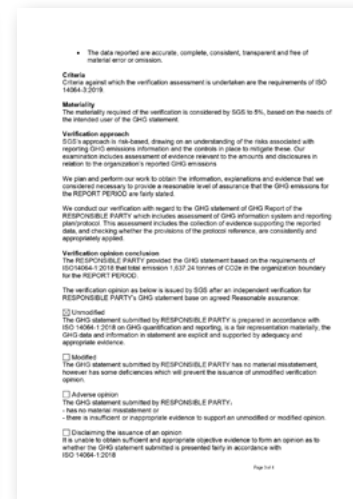 • The data reported are accurate, complete, consistent, transparent and free of
material error or omission.
Criteria
Criteria against which the verification assessment is undertaken are the requirements of ISO
14064-3:2019.
Materiality
The materiality required of the verification is considered by SGS to 5%, based on the needs of
the intended user of the GHG statement.
Verification approach
SGS's approach is risk-based, drawing on an understanding of the risks associated with
reporting GHG emissions information and the controls in place to mitigate these. Our
examination includes assessment of evidence relevant to the amounts and disclosures in
relation to the organization's reported GHG emissions.
We plan and perform our work to obtain the information, explanations and evidence that we
considered necessary to provide a reasonable level of assurance that the GHG emissions for
the REPORT PERIOD are fairly stated.
We conduct our verification with regard to the GHG statement of GHG Report of the
RESPONSIBLE PARTY which includes assessment of GHG information system and reporting
plan/protocol. This assessment includes the collection of evidence supporting the reported
data, and checking whether the provisions of the protocol reference, are consistently and
appropriately applied.
Verification opinion conclusion
The RESPONSIBLE PARTY provided the GHG statement based on the requirements of
ISO14064-1:2018 that total emission 1,637.24 tonnes of CO2e in the organization boundary
for the REPORT PERIOD.
The verification opinion as below is issued by SGS after an independent verification for
RESPONSIBLE PARTY's GHG statement base on agreed Reasonable assurance:
☒ Unmodified
The GHG statement submitted by RESPONSIBLE PARTY is prepared in accordance with
ISO 14064-1:2018 on GHG quantification and reporting, is a fair representation materially, the
GHG data and information in statement are explicit and supported by adequacy and
appropriate evidence.
☐ Modified
The GHG statement submitted by RESPONSIBLE PARTY has no material misstatement,
however has some deficiencies which will prevent the issuance of unmodified verification
opinion.
☐ Adverse opinion
The GHG statement submitted by RESPONSIBLE PARTY,
- has no material misstatement or
- there is insufficient or inappropriate evidence to support an unmodified or modified opinion.
☐ Disclaiming the issuance of an opinion
It is unable to obtain sufficient and appropriate objective evidence to form an opinion as to
whether the GHG statement submitted is presented fairly in accordance with
ISO 14064-1:2018